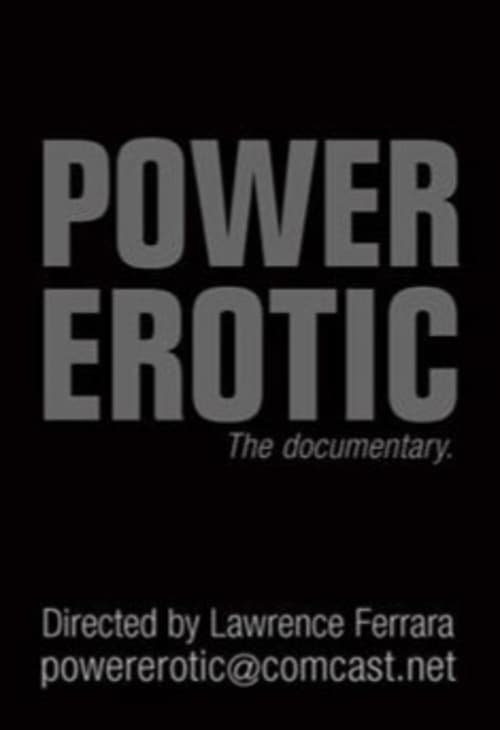 POWER
EROTIC
The documentary.
Directed by Lawrence Ferrara
powererotic@comcast.net